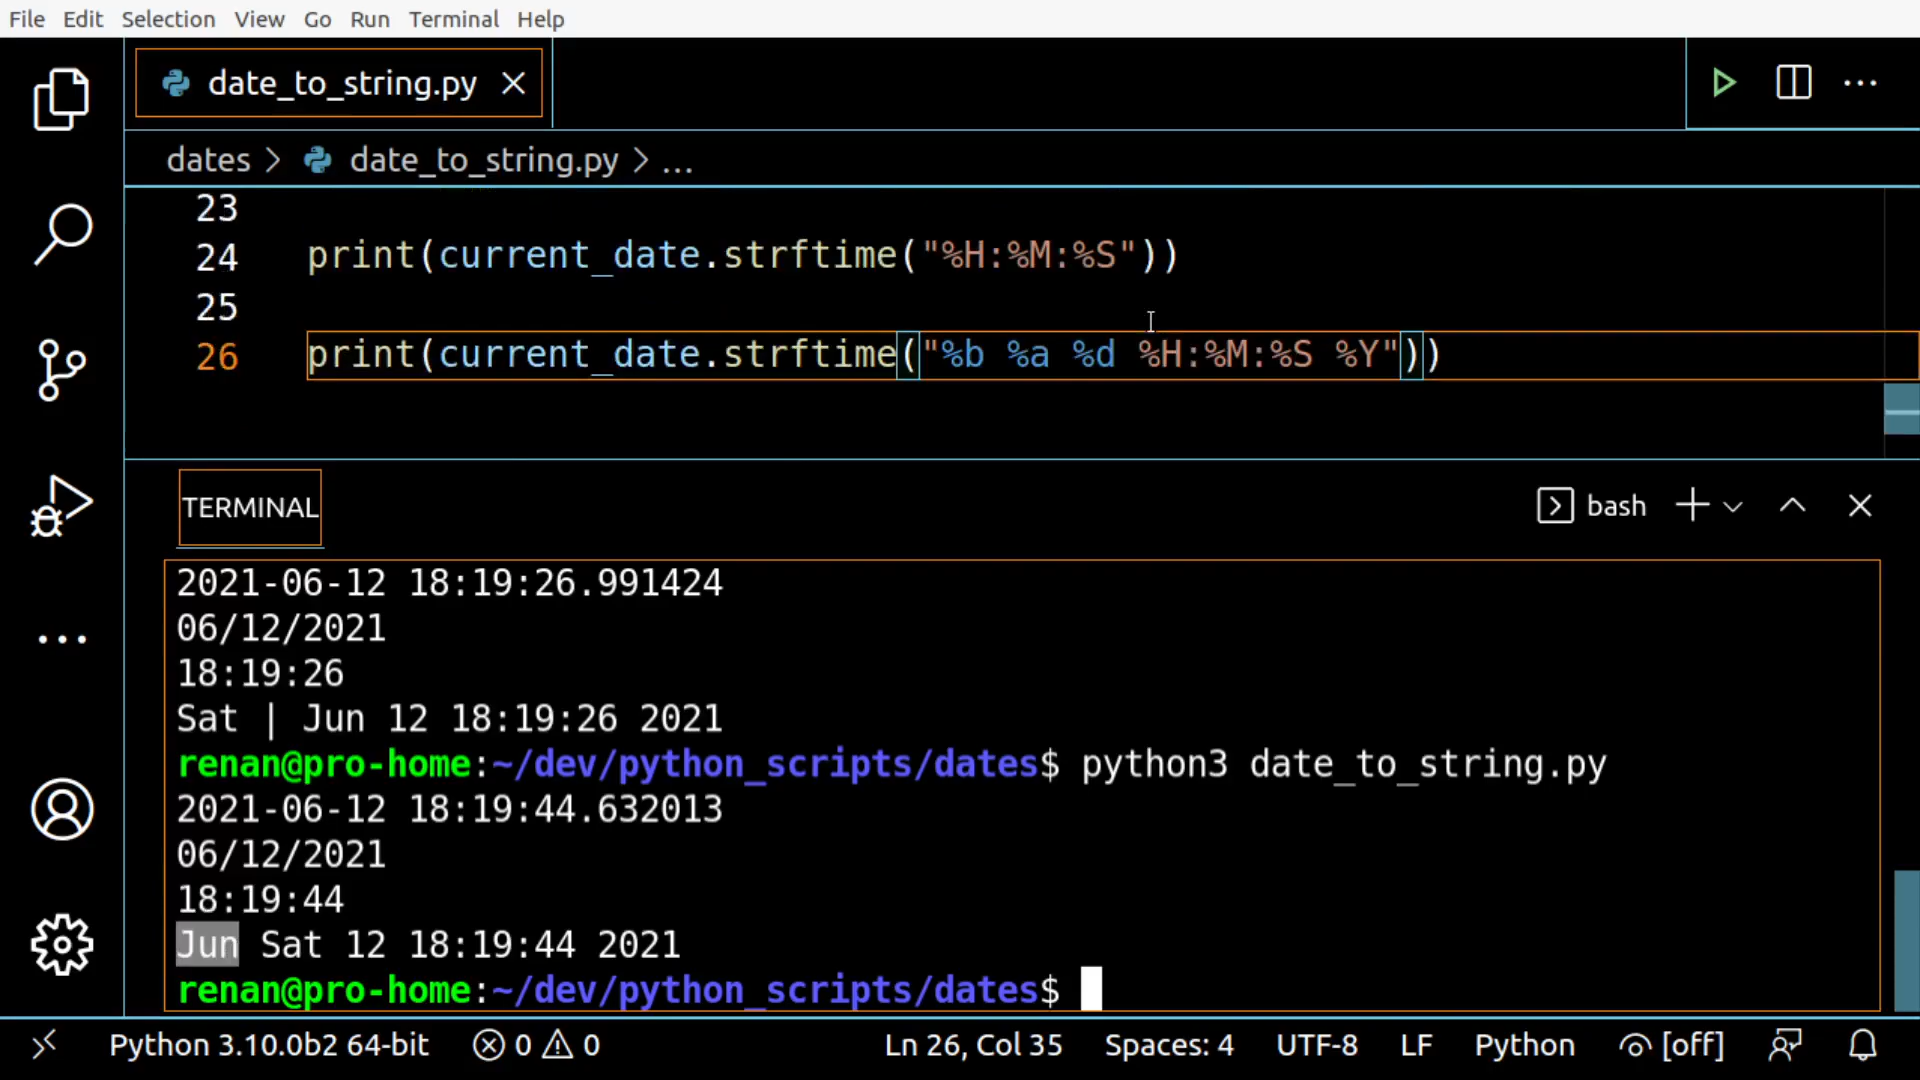 File Edit Selection View Go Run Terminal Help
date_to_string.py
dates > date_to_string.py > ...
23
24 print(current_date.strftime("%H:%M:%S"))
25
26 print(current_date.strftime("%b %a %d %H:%M:%S %Y"))
TERMINAL bash
2021-06-12 18:19:26.991424
06/12/2021
18:19:26
Sat | Jun 12 18:19:26 2021
renan@pro-home:~/dev/python_scripts/dates$ python3 date_to_string.py
2021-06-12 18:19:44.632013
06/12/2021
18:19:44
Jun Sat 12 18:19:44 2021
renan@pro-home:~/dev/python_scripts/dates$
Python 3.10.0b2 64-bit 0 0 Ln 26, Col 35 Spaces: 4 UTF-8 LF Python [off]